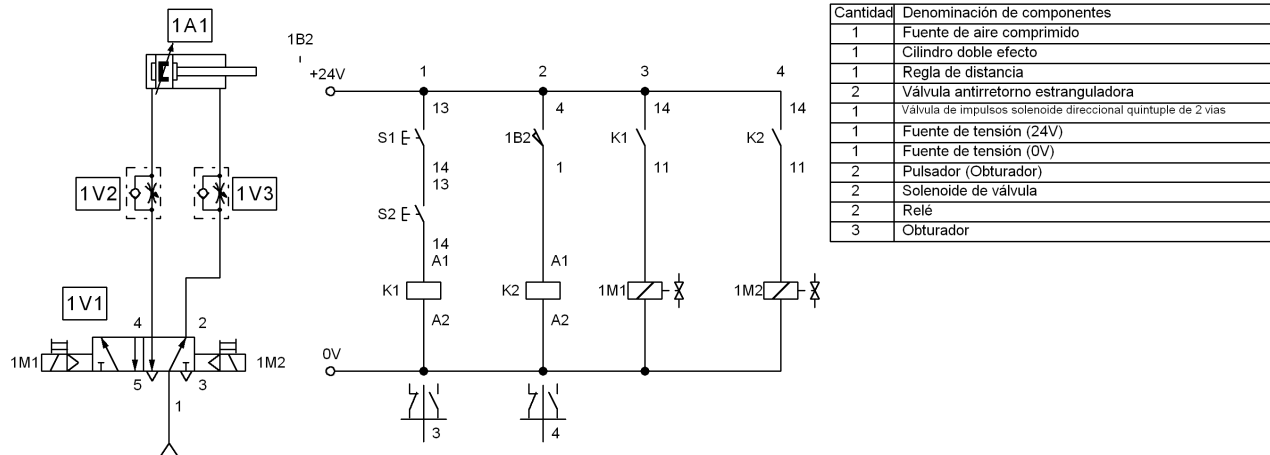 1A1
1B2
+24V
1 2 3 4
13 4 14 14
S1 1B2 K1 K2
14 1 11 11
13
S2
14
A1 A1
K1 K2 1M1 1M2
A2 A2
0V
3 4
1V2 1V3
1V1
4 2
1M1 1M2
5 3
1
Cantidad Denominación de componentes
1 Fuente de aire comprimido
1 Cilindro doble efecto
1 Regla de distancia
2 Válvula antirretorno estranguladora
1 Válvula de impulsos solenoide direccional quintuple de 2 vias
1 Fuente de tensión (24V)
1 Fuente de tensión (0V)
2 Pulsador (Obturador)
2 Solenoide de válvula
2 Relé
3 Obturador